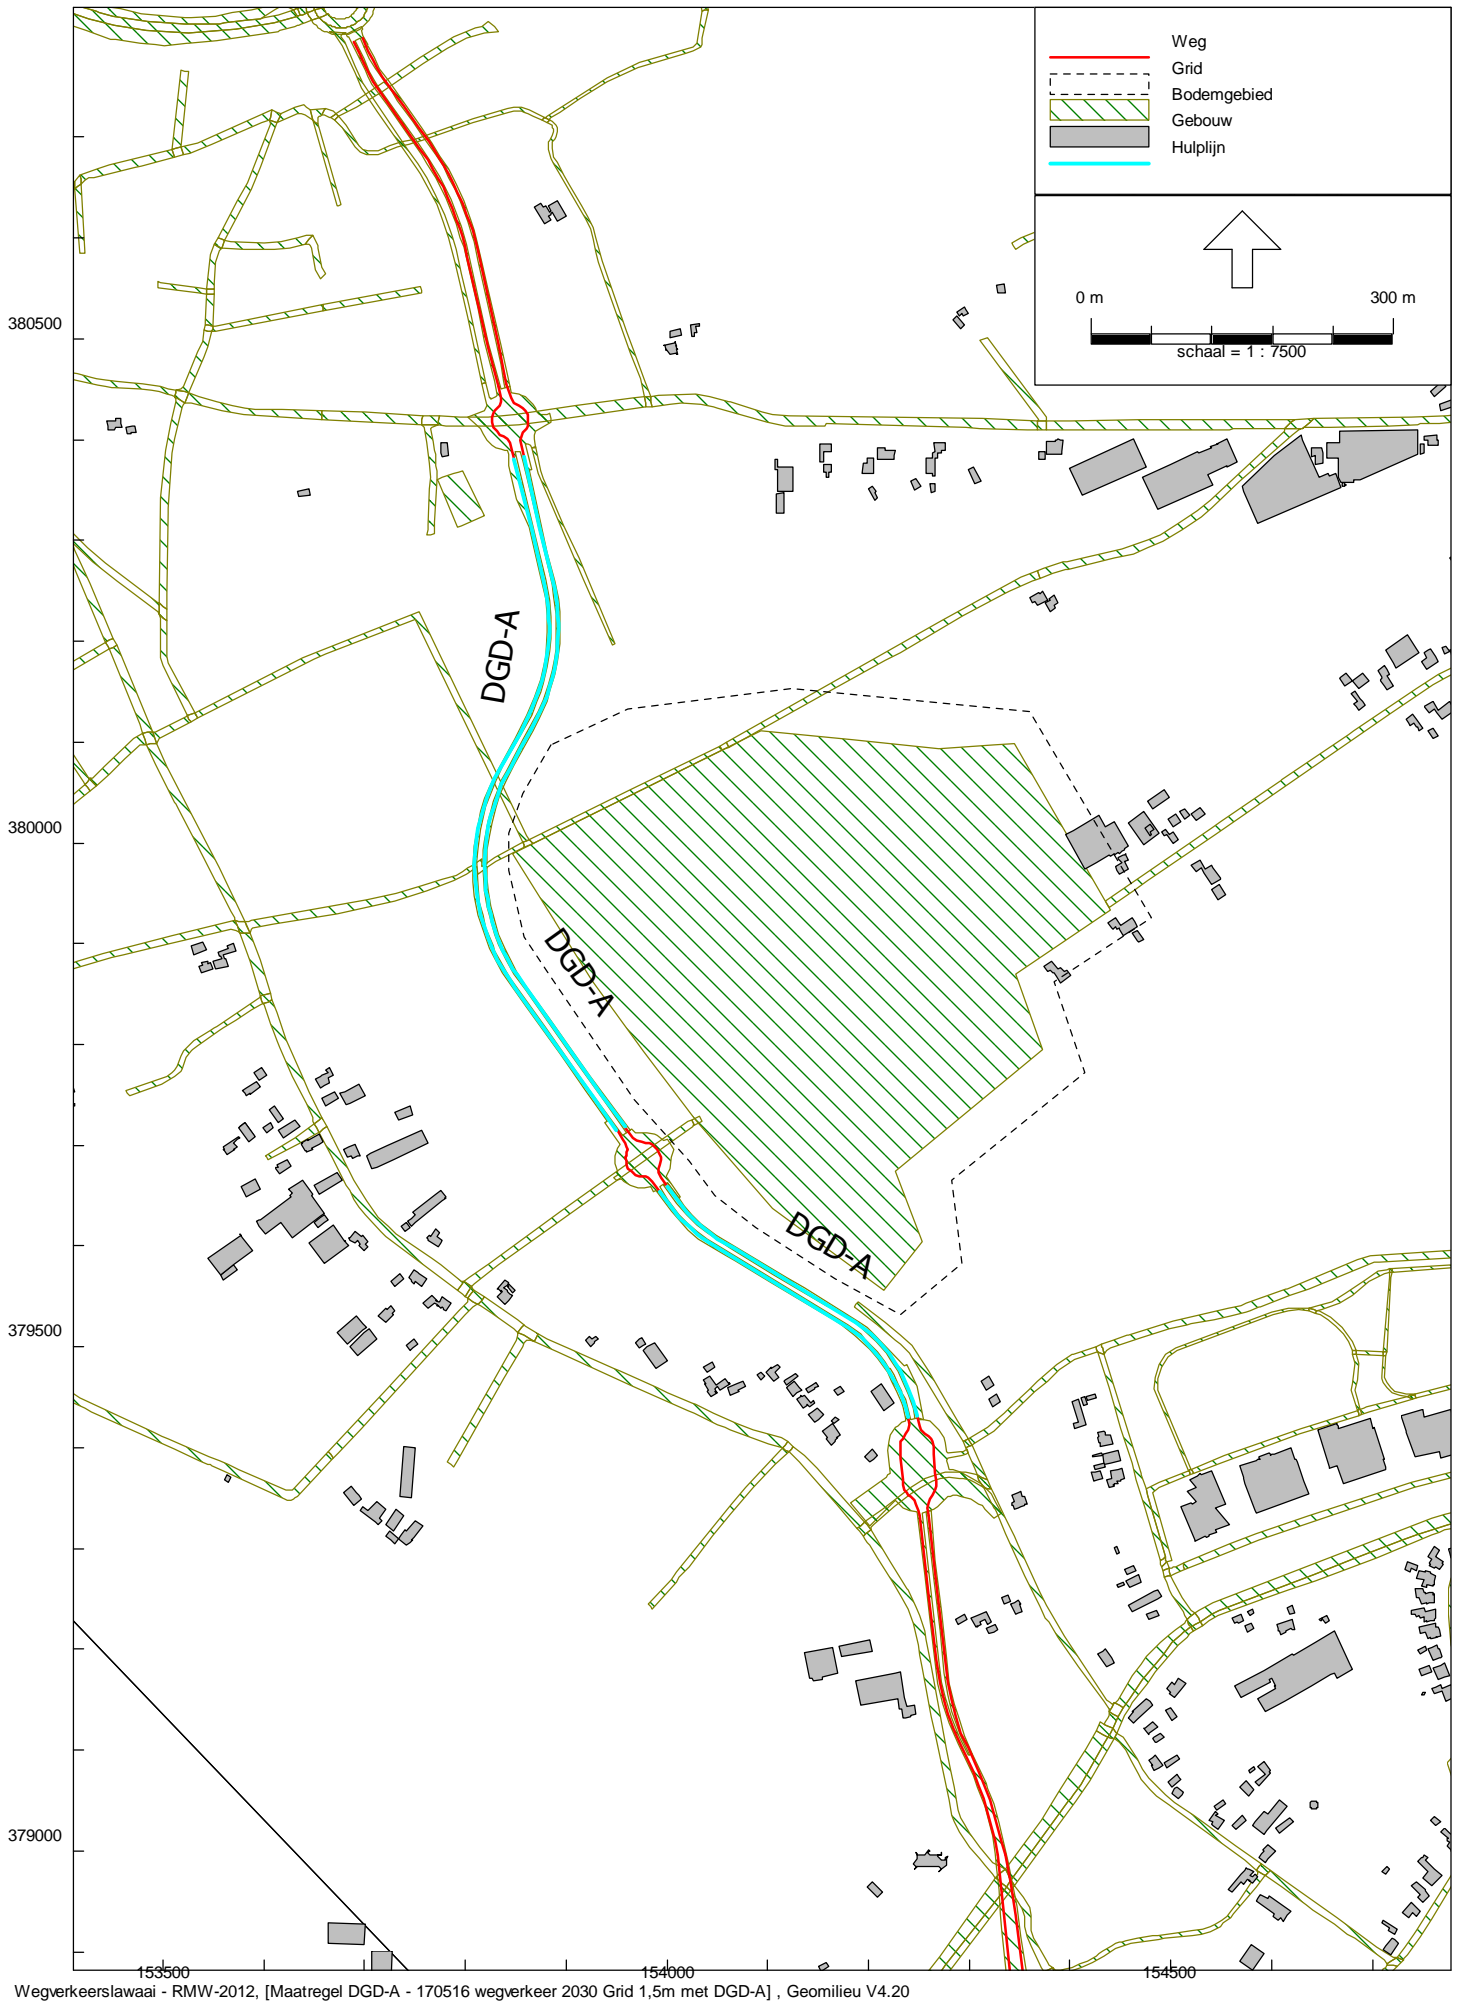 Weg
Grid
Bodemgebied
Gebouw
Hulplijn
0 m 300 m
schaal = 1 : 7500
380500
DGD-A
380000
DGD-A
DGD-A
379500
379000
153500 154000 154500
Wegverkeerslawaai - RMW-2012, [Maatregel DGD-A - 170516 wegverkeer 2030 Grid 1,5m met DGD-A] , Geomilieu V4.20